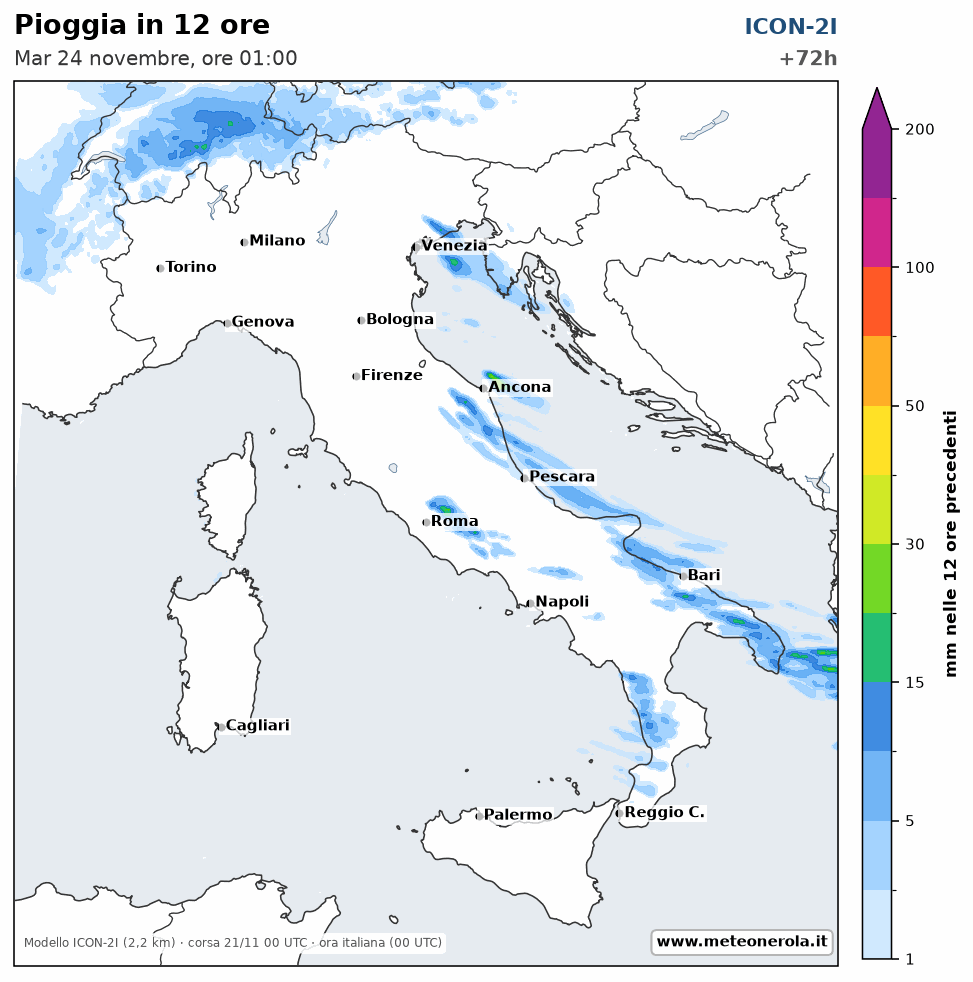 Pioggia in 12 ore
ICON-2I
Mar 24 novembre, ore 01:00
+72h
200
100
50
30
15
5
1
mm nelle 12 ore precedenti
Milano
Venezia
Torino
Genova
Bologna
Firenze
Ancona
Pescara
Roma
Bari
Napoli
Cagliari
Palermo
Reggio C.
Modello ICON-2I (2,2 km) · corsa 21/11 00 UTC · ora italiana (00 UTC)
www.meteonerola.it